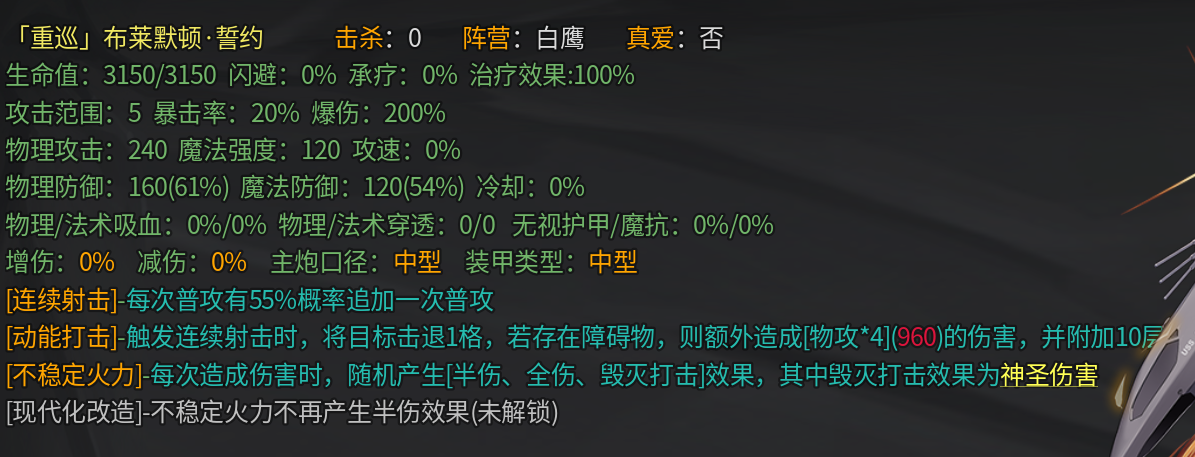 「重巡」布莱默顿·誓约 击杀：0 阵营：白鹰 真爱：否
生命值：3150/3150 闪避：0% 承疗：0% 治疗效果:100%
攻击范围：5 暴击率：20% 爆伤：200%
物理攻击：240 魔法强度：120 攻速：0%
物理防御：160(61%) 魔法防御：120(54%) 冷却：0%
物理/法术吸血：0%/0% 物理/法术穿透：0/0 无视护甲/魔抗：0%/0%
增伤：0% 减伤：0% 主炮口径：中型 装甲类型：中型
[连续射击]-每次普攻有55%概率追加一次普攻
[动能打击]-触发连续射击时，将目标击退1格，若存在障碍物，则额外造成[物攻*4](960)的伤害，并附加10层
[不稳定火力]-每次造成伤害时，随机产生[半伤、全伤、毁灭打击]效果，其中毁灭打击效果为神圣伤害
[现代化改造]-不稳定火力不再产生半伤效果(未解锁)